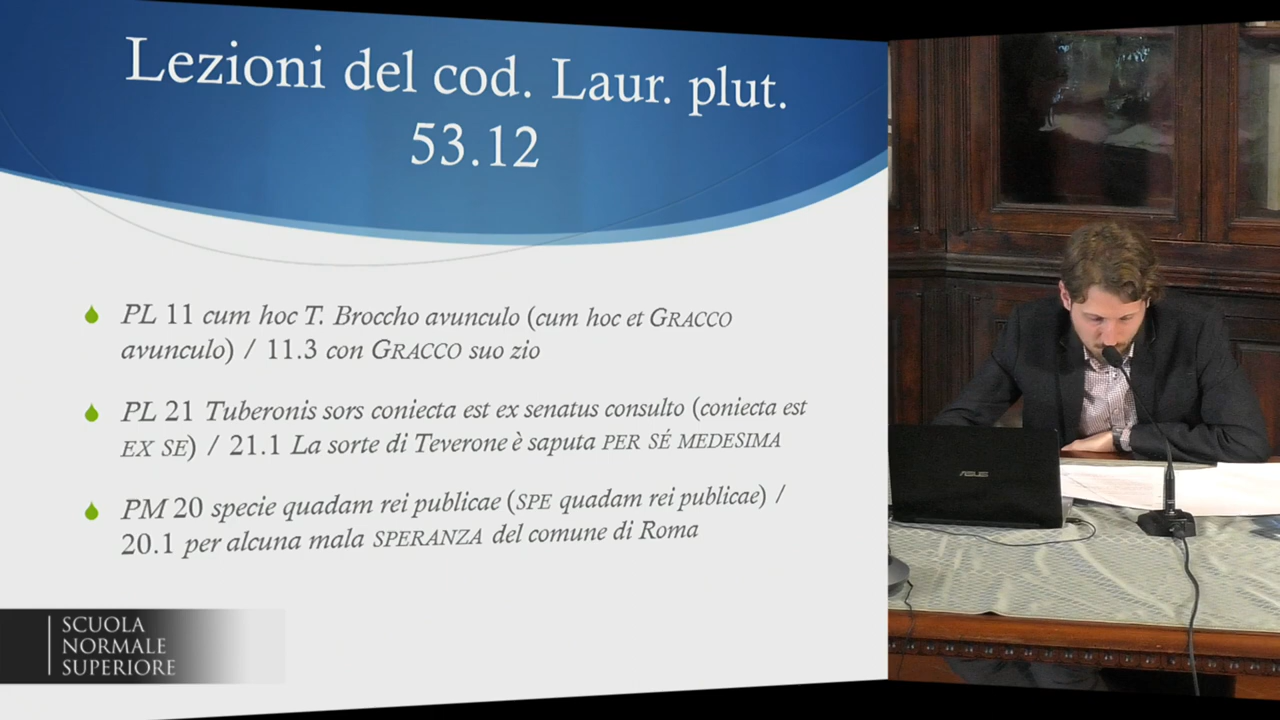 Lezioni del cod. Laur. plut.
53.12
PL 11 cum hoc T. Broccho avunculo (cum hoc et GRACCO
avunculo) / 11.3 con GRACCO suo zio
PL 21 Tuberonis sors coniecta est ex senatus consulto (coniecta est
EX SE) / 21.1 La sorte di Teverone è saputa PER SÉ MEDESIMA
PM 20 specie quadam rei publicae (SPE quadam rei publicae) /
20.1 per alcuna mala SPERANZA del comune di Roma
SCUOLA
NORMALE
SUPERIORE
ASUS